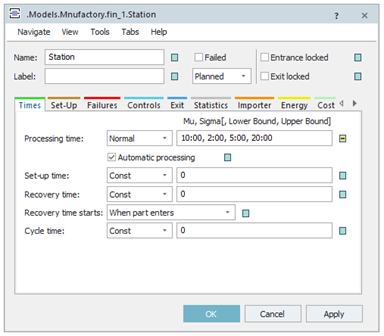 .Models.Mnufactory.fin_1.Station ? ×
Navigate View Tools Tabs Help
Name: Station Failed Entrance locked
Label: Planned Exit locked
Times Set-Up Failures Controls Exit Statistics Importer Energy Cost
Mu, Sigma[, Lower Bound, Upper Bound]
Processing time: Normal 10:00, 2:00, 5:00, 20:00
Automatic processing
Set-up time: Const 0
Recovery time: Const 0
Recovery time starts: When part enters
Cycle time: Const 0
OK Cancel Apply